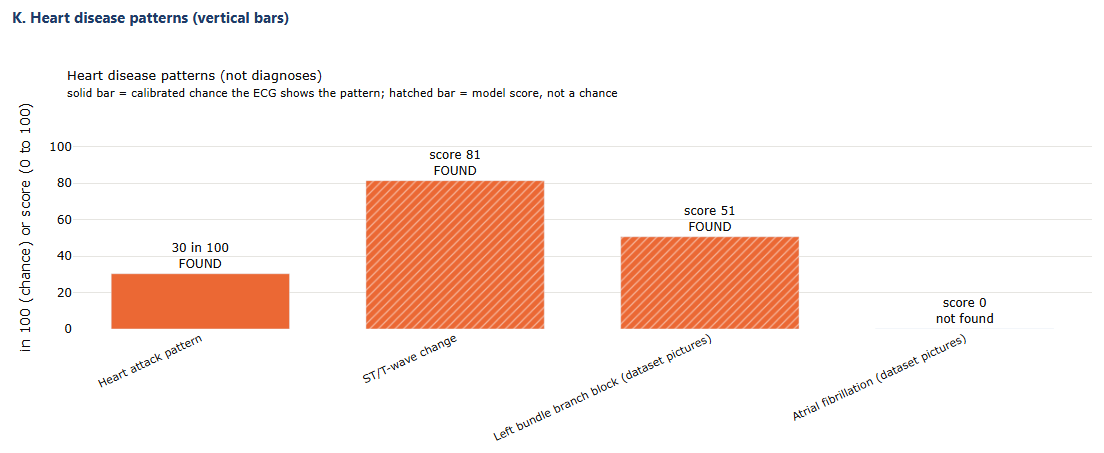 K. Heart disease patterns (vertical bars)
Heart disease patterns (not diagnoses)
solid bar = calibrated chance the ECG shows the pattern; hatched bar = model score, not a chance
in 100 (chance) or score (0 to 100)
100
80
60
40
20
0
30 in 100
FOUND
score 81
FOUND
score 51
FOUND
score 0
not found
Heart attack pattern
ST/T-wave change
Left bundle branch block (dataset pictures)
Atrial fibrillation (dataset pictures)